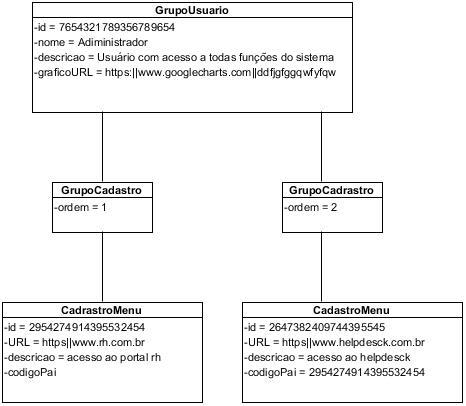 GrupoUsuario
-id = 7654321789356789654
-nome = Adiministrador
-descricao = Usuário com acesso a todas funções do sistema
-graficoURL = https:||www.googlecharts.com||ddfjgfggqwfyfqw
GrupoCadastro
-ordem = 1
GrupoCadrastro
-ordem = 2
CadrastroMenu
-id = 2954274914395532454
-URL = https||www.rh.com.br
-descricao = acesso ao portal rh
-codigoPai
CadastroMenu
-id = 2647382409744395545
-URL = https||www.helpdesck.com.br
-descricao = acesso ao helpdesck
-codigoPai = 2954274914395532454